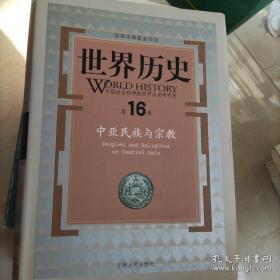 国家出版基金项目
世界历史
WORLD HISTORY
中国社会科学院世界历史研究所
第16册
中亚民族与宗教
Peoples and Religions
of Central Asia
江西人民出版社
孔夫子旧书网